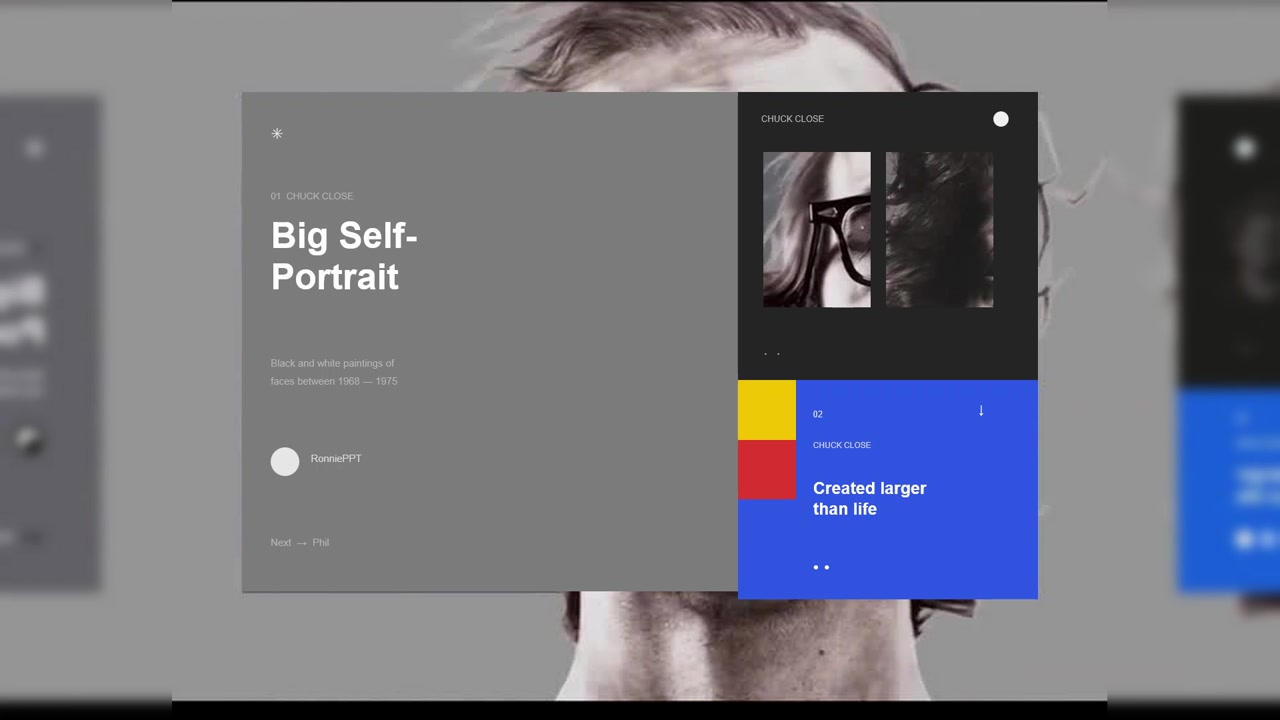 01 CHUCK CLOSE
Big Self-
Portrait
Black and white paintings of
faces between 1968 — 1975
RonniePPT
Next → Phil
CHUCK CLOSE
02
↓
CHUCK CLOSE
Created larger
than life